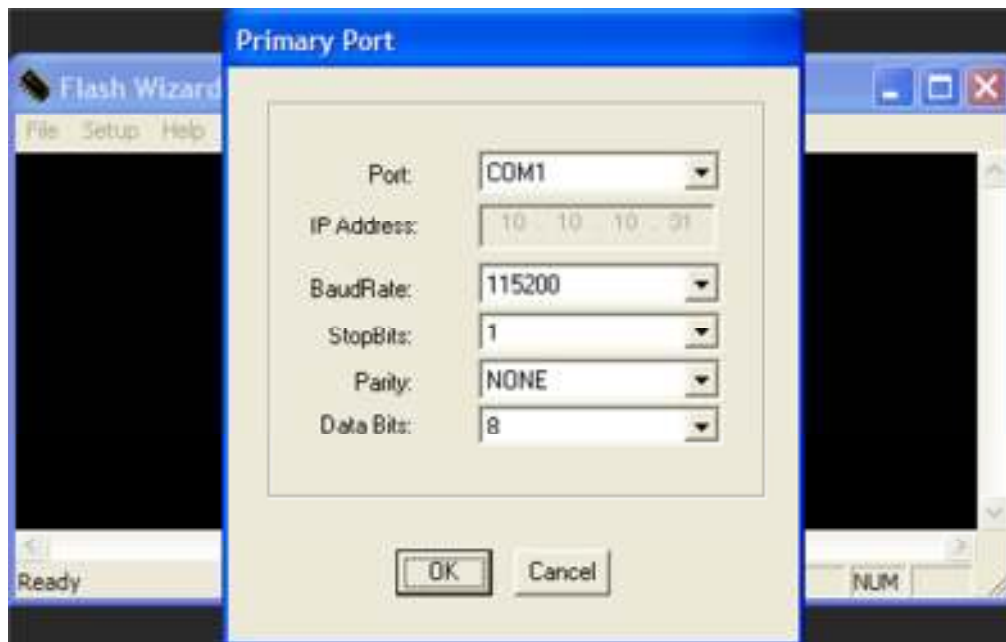 Primary Port
Flash Wizard
File Setup Help
Port: COM1
IP Address: 10 . 10 . 10 . 31
BaudRate: 115200
StopBits: 1
Parity: NONE
Data Bits: 8
OK Cancel
Ready NUM